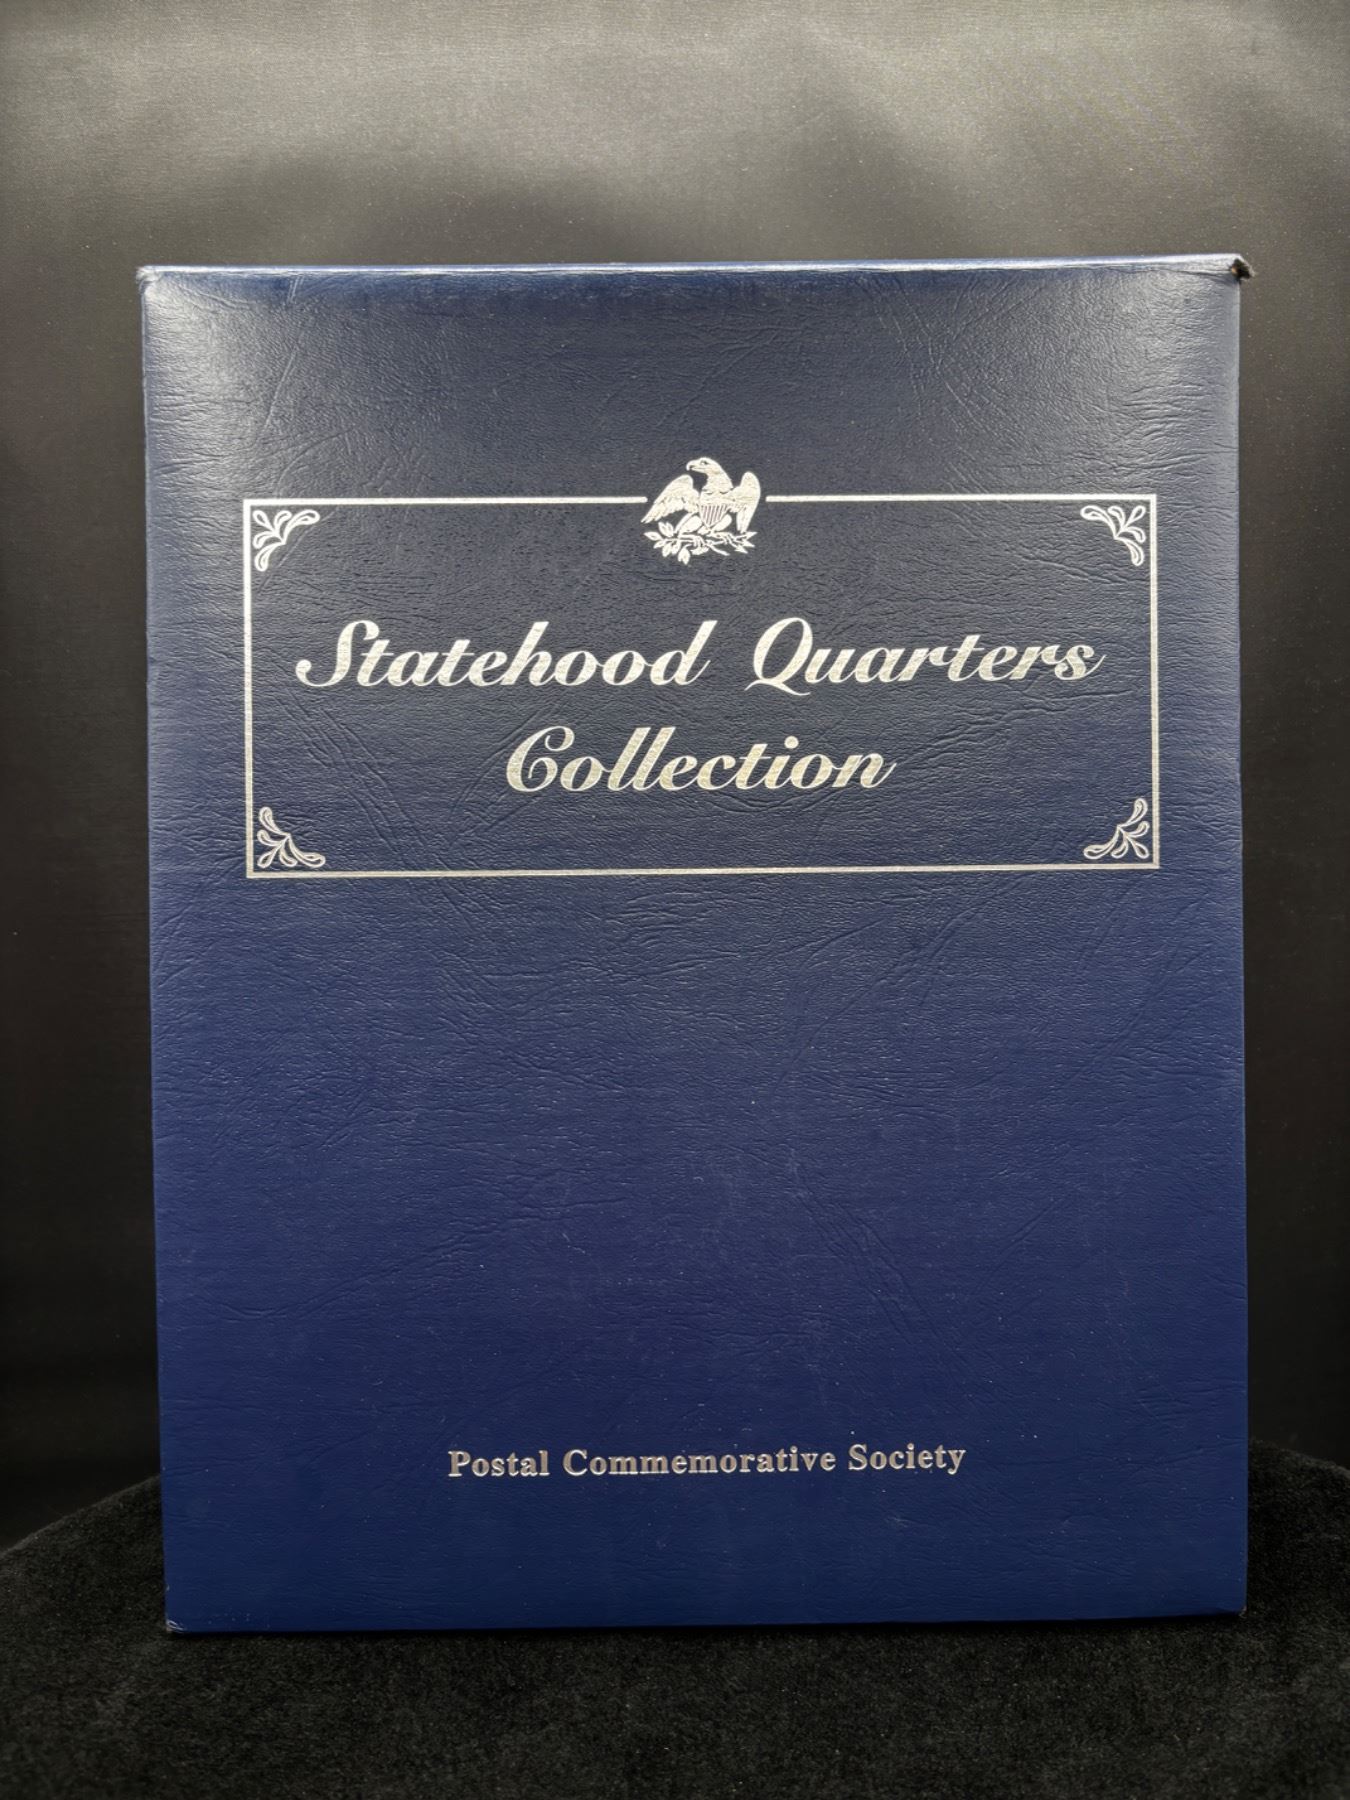 Statehood Quarters
Collection
Postal Commemorative Society